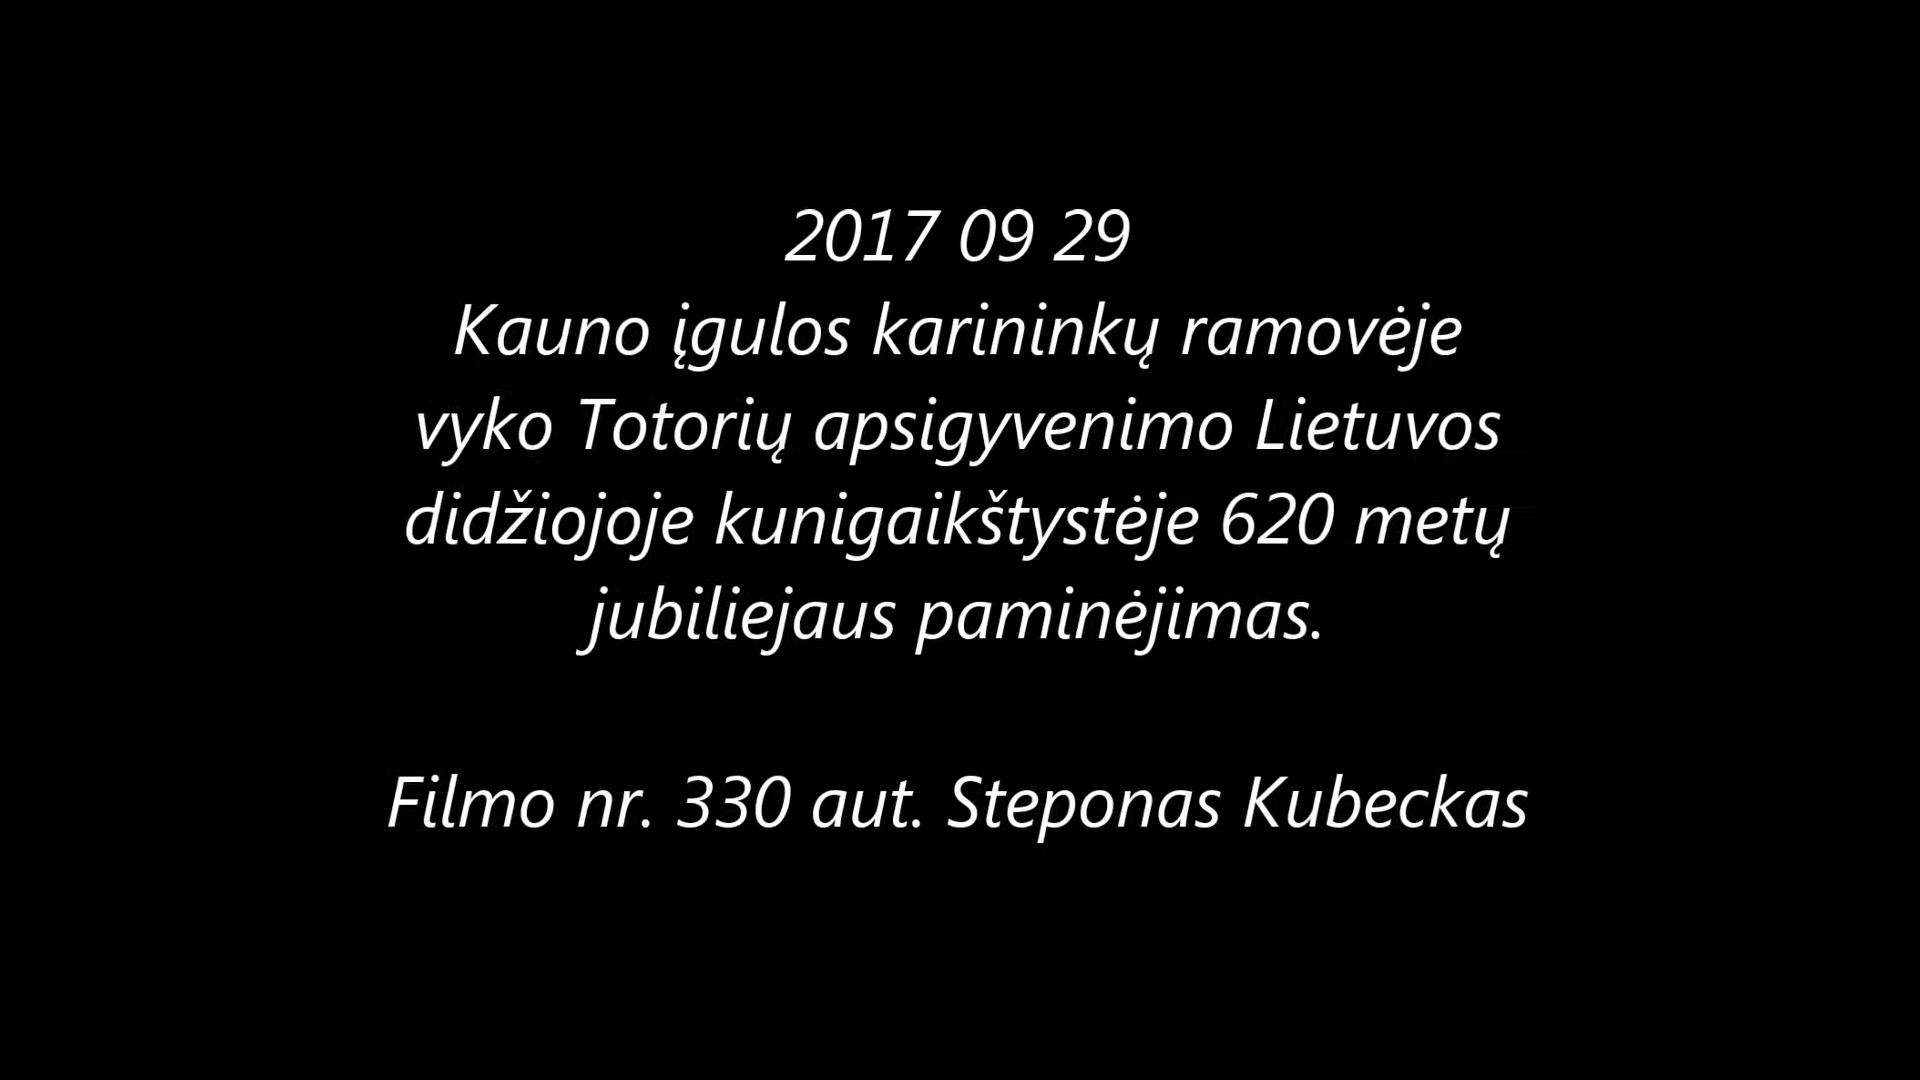 2017 09 29
Kauno įgulos karininkų ramovėje
vyko Totorių apsigyvenimo Lietuvos
didžiojoje kunigaikštystėje 620 metų
jubiliejaus paminėjimas.
Filmo nr. 330 aut. Steponas Kubeckas